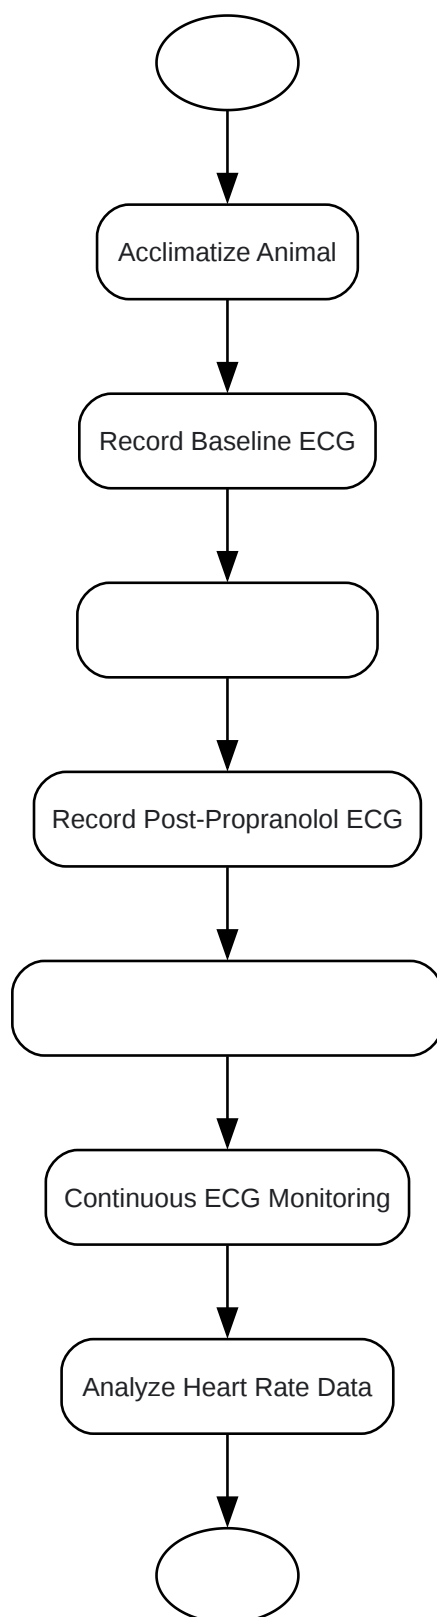 Acclimatize Animal
Record Baseline ECG
Record Post-Propranolol ECG
Continuous ECG Monitoring
Analyze Heart Rate Data